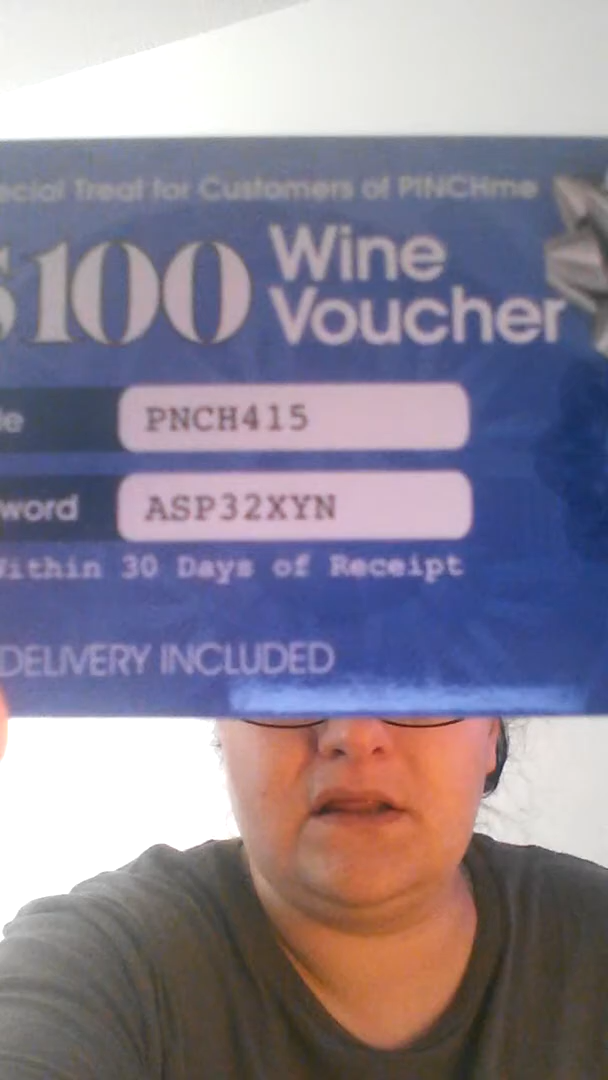 ecial Treat for Customers of PINCHme
$100 Wine
Voucher
de PNCH415
word ASP32XYN
Within 30 Days of Receipt
DELIVERY INCLUDED